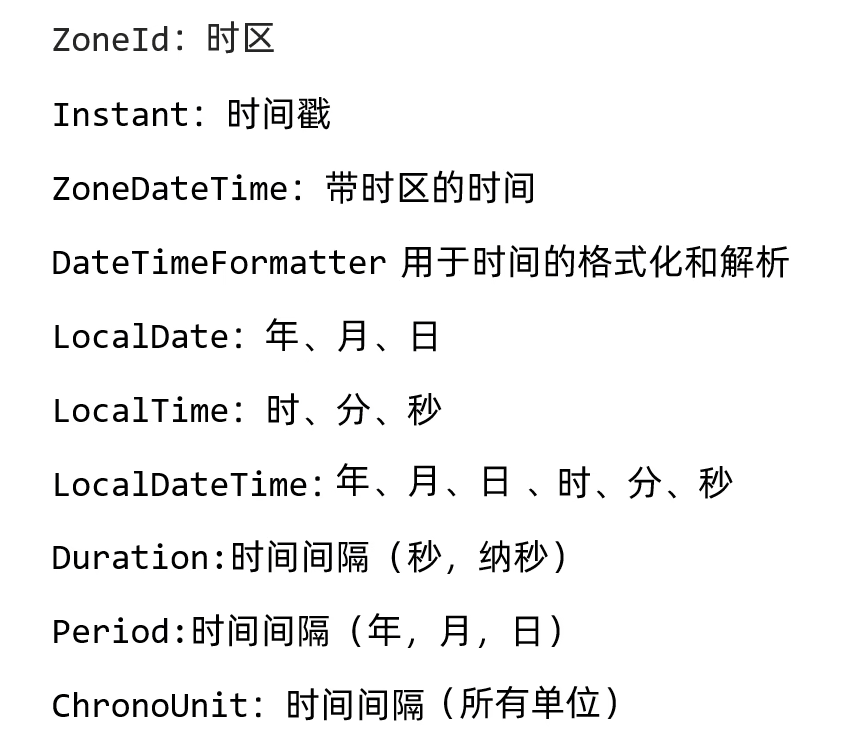 ZoneId：时区
Instant：时间戳
ZoneDateTime：带时区的时间
DateTimeFormatter 用于时间的格式化和解析
LocalDate：年、月、日
LocalTime：时、分、秒
LocalDateTime：年、月、日 、时、分、秒
Duration:时间间隔（秒，纳秒）
Period:时间间隔（年，月，日）
ChronoUnit：时间间隔（所有单位）